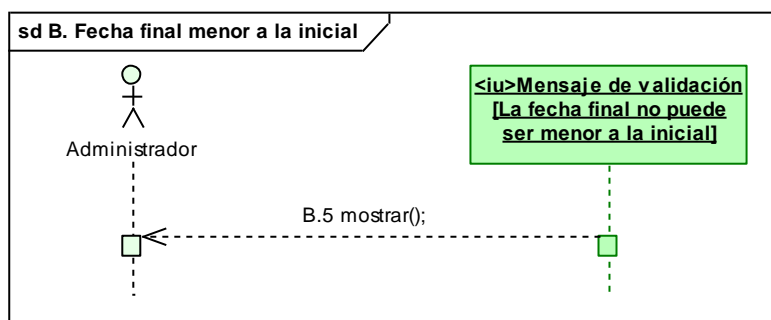 sd B. Fecha final menor a la inicial
<iu>Mensaje de validación
[La fecha final no puede
ser menor a la inicial]
Administrador
B.5 mostrar();